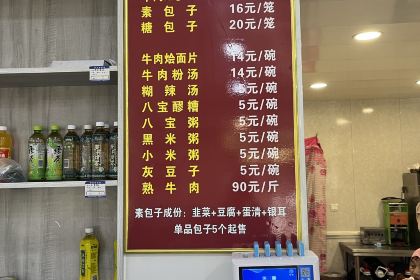 素包子 16元/笼
糖包子 20元/笼
牛肉烩面片 14元/碗
牛肉粉汤 14元/碗
糊辣汤 5元/碗
八宝醪糟 5元/碗
八宝粥 5元/碗
黑米粥 5元/碗
小米粥 5元/碗
灰豆子 5元/碗
熟牛肉 90元/斤
素包子成份：韭菜+豆腐+蛋清+银耳
单品包子5个起售